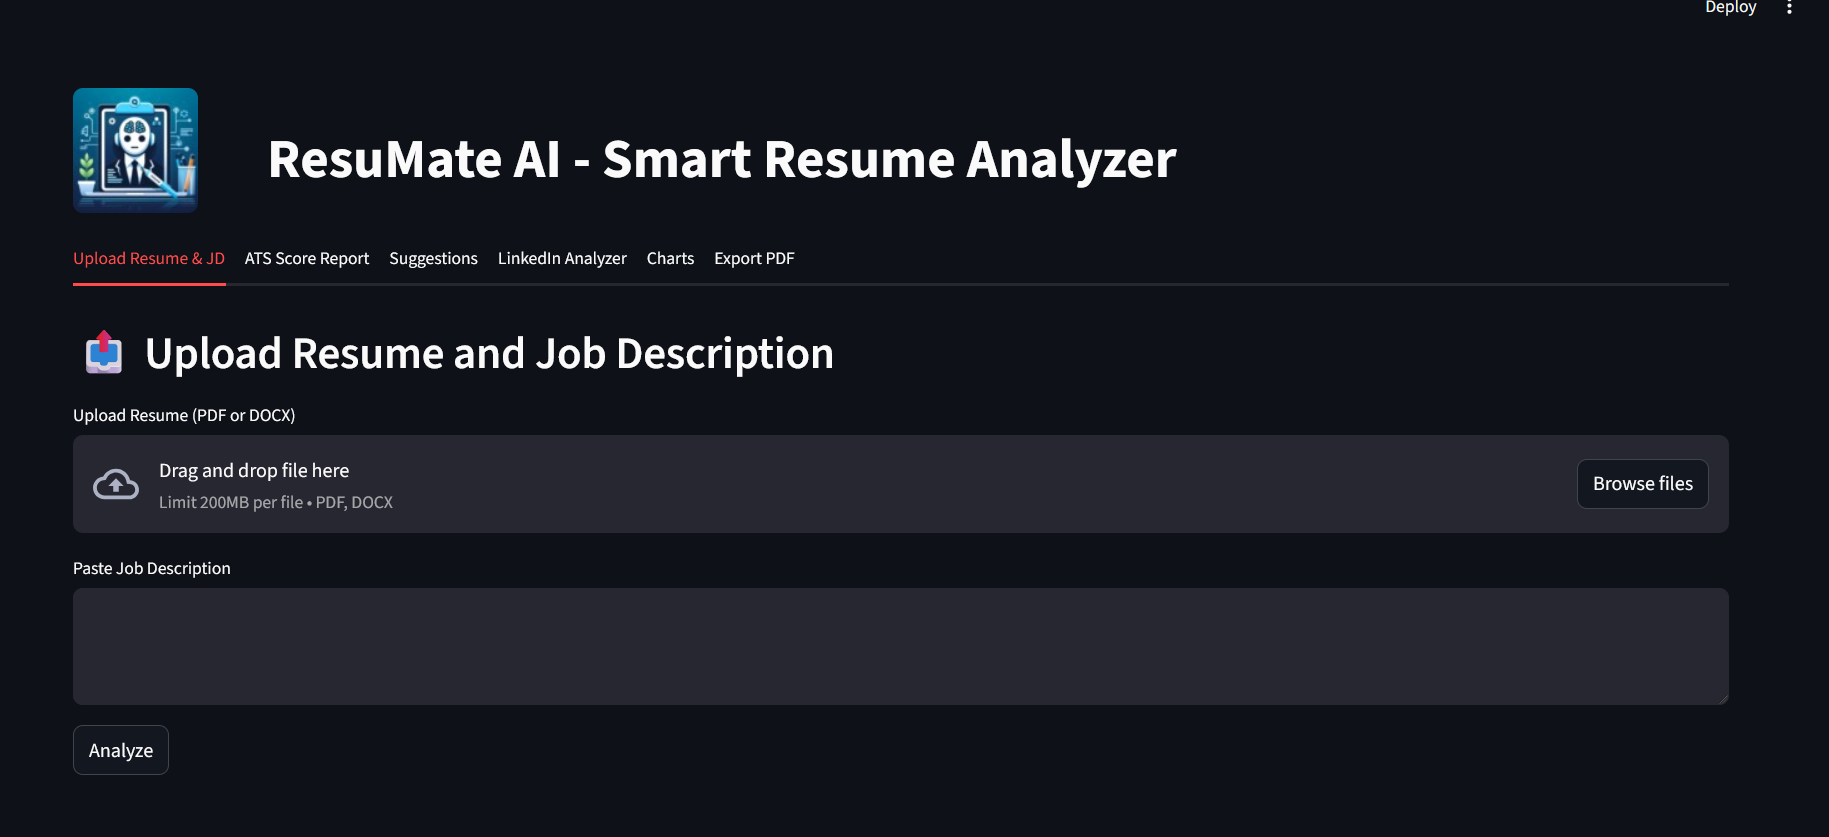 Deploy
ResuMate AI - Smart Resume Analyzer
Upload Resume & JD ATS Score Report Suggestions LinkedIn Analyzer Charts Export PDF
Upload Resume and Job Description
Upload Resume (PDF or DOCX)
Drag and drop file here
Limit 200MB per file • PDF, DOCX
Browse files
Paste Job Description
Analyze